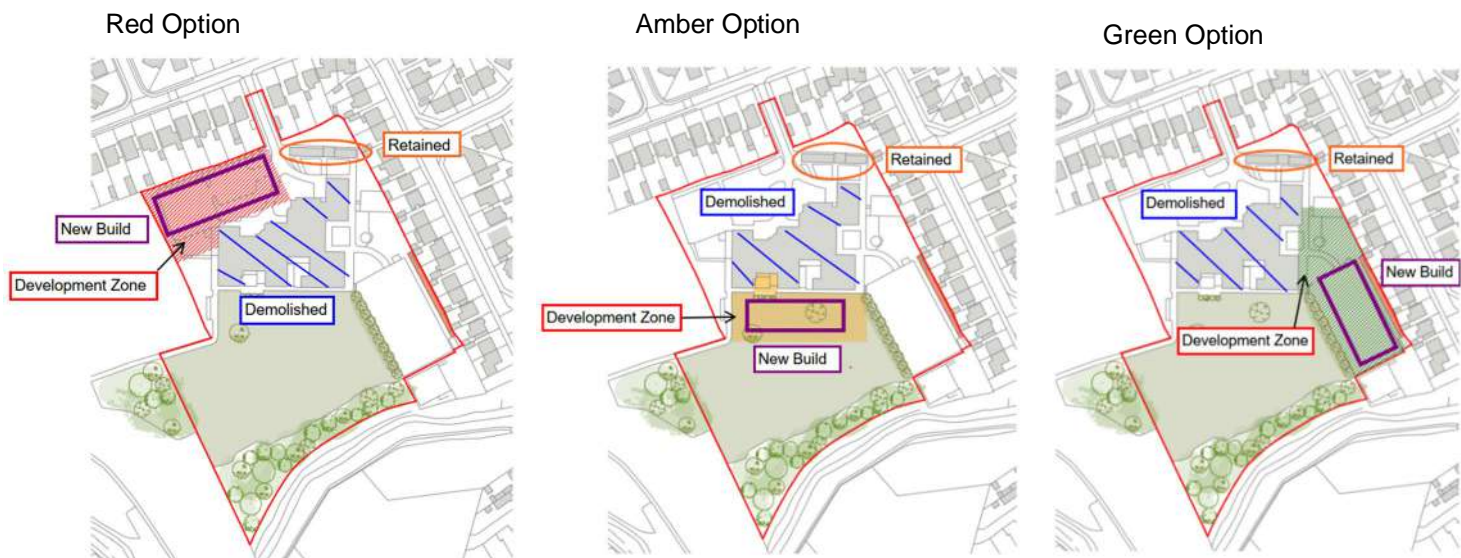 Red Option
Retained
New Build
Development Zone
Demolished
Amber Option
Retained
Demolished
Development Zone
New Build
Green Option
Retained
Demolished
New Build
Development Zone